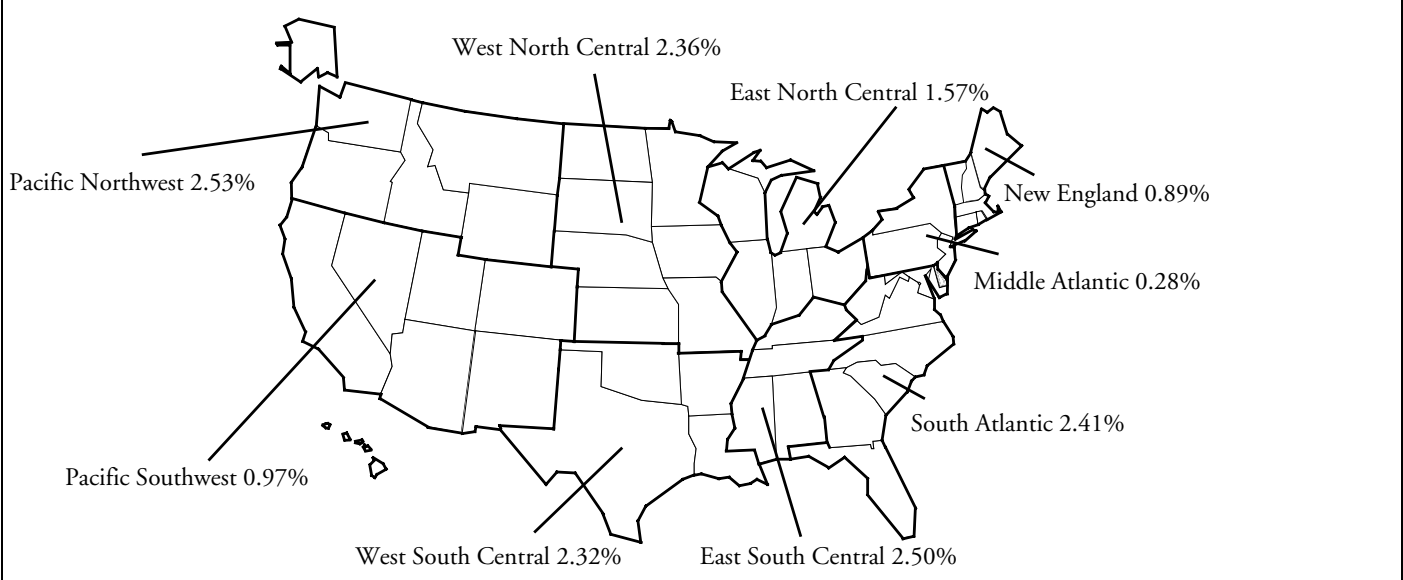 West North Central 2.36%
East North Central 1.57%
Pacific Northwest 2.53%
New England 0.89%
Middle Atlantic 0.28%
South Atlantic 2.41%
Pacific Southwest 0.97%
West South Central 2.32%
East South Central 2.50%